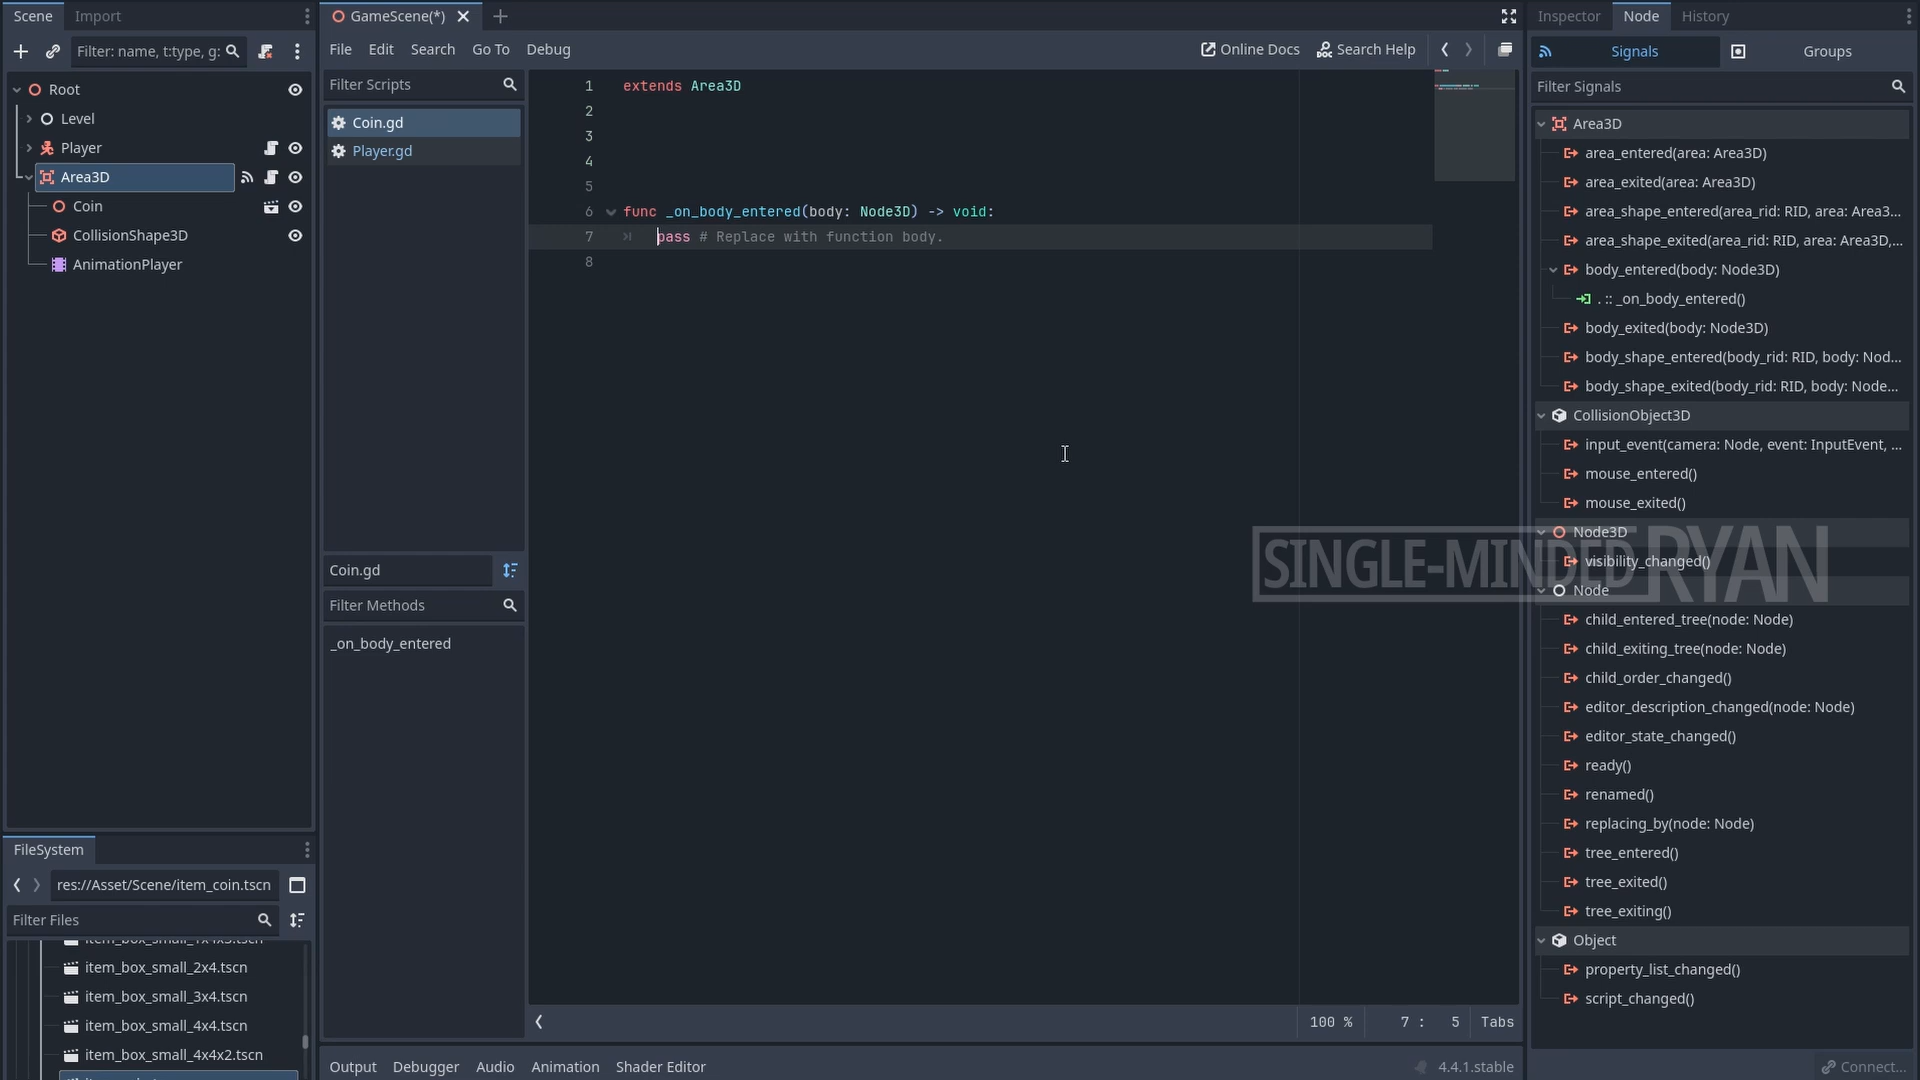 Scene
Import
Filter: name, t:type, g:
Root
Level
Player
Area3D
Coin
CollisionShape3D
AnimationPlayer
FileSystem
res://Asset/Scene/item_coin.tscn
Filter Files
item_box_small_2x4.tscn
item_box_small_3x4.tscn
item_box_small_4x4.tscn
item_box_small_4x4x2.tscn
GameScene(*)
File
Edit
Search
Go To
Debug
Online Docs
Search Help
Filter Scripts
Coin.gd
Player.gd
Coin.gd
Filter Methods
_on_body_entered
1 extends Area3D
2
3
4
5
6 func _on_body_entered(body: Node3D) -> void:
7 pass # Replace with function body.
8
100 %
7 : 5
Tabs
Output
Debugger
Audio
Animation
Shader Editor
4.4.1.stable
Inspector
Node
History
Signals
Groups
Filter Signals
Area3D
area_entered(area: Area3D)
area_exited(area: Area3D)
area_shape_entered(area_rid: RID, area: Area3...
area_shape_exited(area_rid: RID, area: Area3D,...
body_entered(body: Node3D)
. :: _on_body_entered()
body_exited(body: Node3D)
body_shape_entered(body_rid: RID, body: Nod...
body_shape_exited(body_rid: RID, body: Node...
CollisionObject3D
input_event(camera: Node, event: InputEvent, ...
mouse_entered()
mouse_exited()
Node3D
visibility_changed()
Node
child_entered_tree(node: Node)
child_exiting_tree(node: Node)
child_order_changed()
editor_description_changed(node: Node)
editor_state_changed()
ready()
renamed()
replacing_by(node: Node)
tree_entered()
tree_exited()
tree_exiting()
Object
property_list_changed()
script_changed()
Connect...
SINGLE-MINDED RYAN